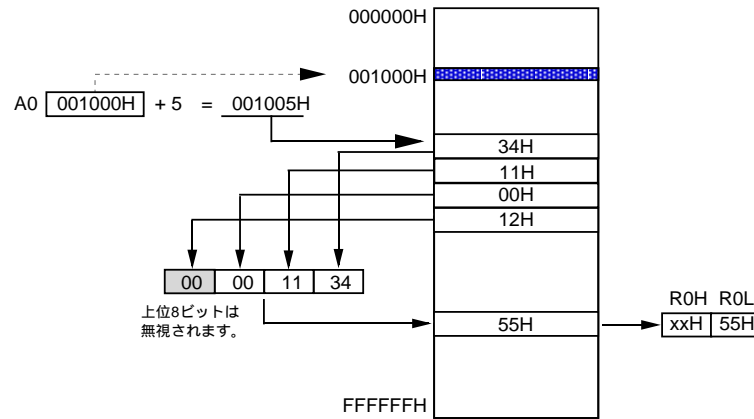 000000H
001000H
A0 001000H + 5 = 001005H
34H
11H
00H
12H
00 00 11 34
上位8ビットは
無視されます。
R0H R0L
55H
xxH 55H
FFFFFFH